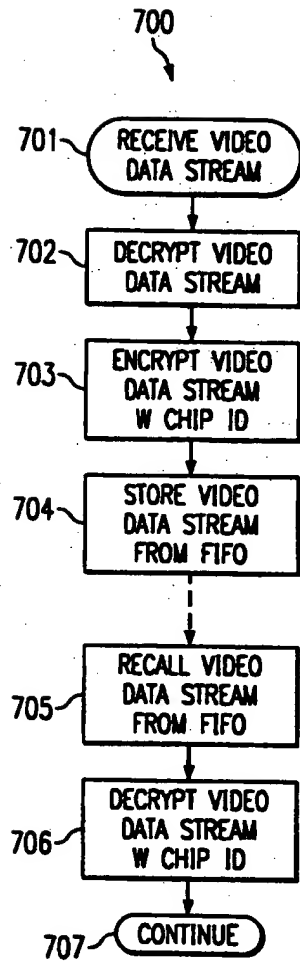 700
701
RECEIVE VIDEO
DATA STREAM
702
DECRYPT VIDEO
DATA STREAM
703
ENCRYPT VIDEO
DATA STREAM
W CHIP ID
704
STORE VIDEO
DATA STREAM
FROM FIFO
705
RECALL VIDEO
DATA STREAM
FROM FIFO
706
DECRYPT VIDEO
DATA STREAM
W CHIP ID
707
CONTINUE